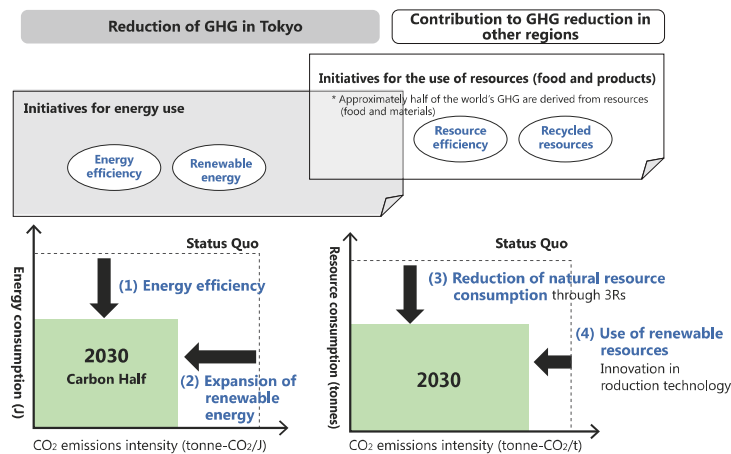 Reduction of GHG in Tokyo
Contribution to GHG reduction in
other regions
Initiatives for the use of resources (food and products)
* Approximately half of the world's GHG are derived from resources
(food and materials)
Initiatives for energy use
Energy
efficiency
Renewable
energy
Resource
efficiency
Recycled
resources
Energy consumption (J)
Status Quo
(1) Energy efficiency
2030
Carbon Half
(2) Expansion of
renewable
energy
CO2 emissions intensity (tonne-CO2/J)
Resource consumption (tonnes)
Status Quo
(3) Reduction of natural resource
consumption through 3Rs
(4) Use of renewable
resources
Innovation in
roduction technology
2030
CO2 emissions intensity (tonne-CO2/t)